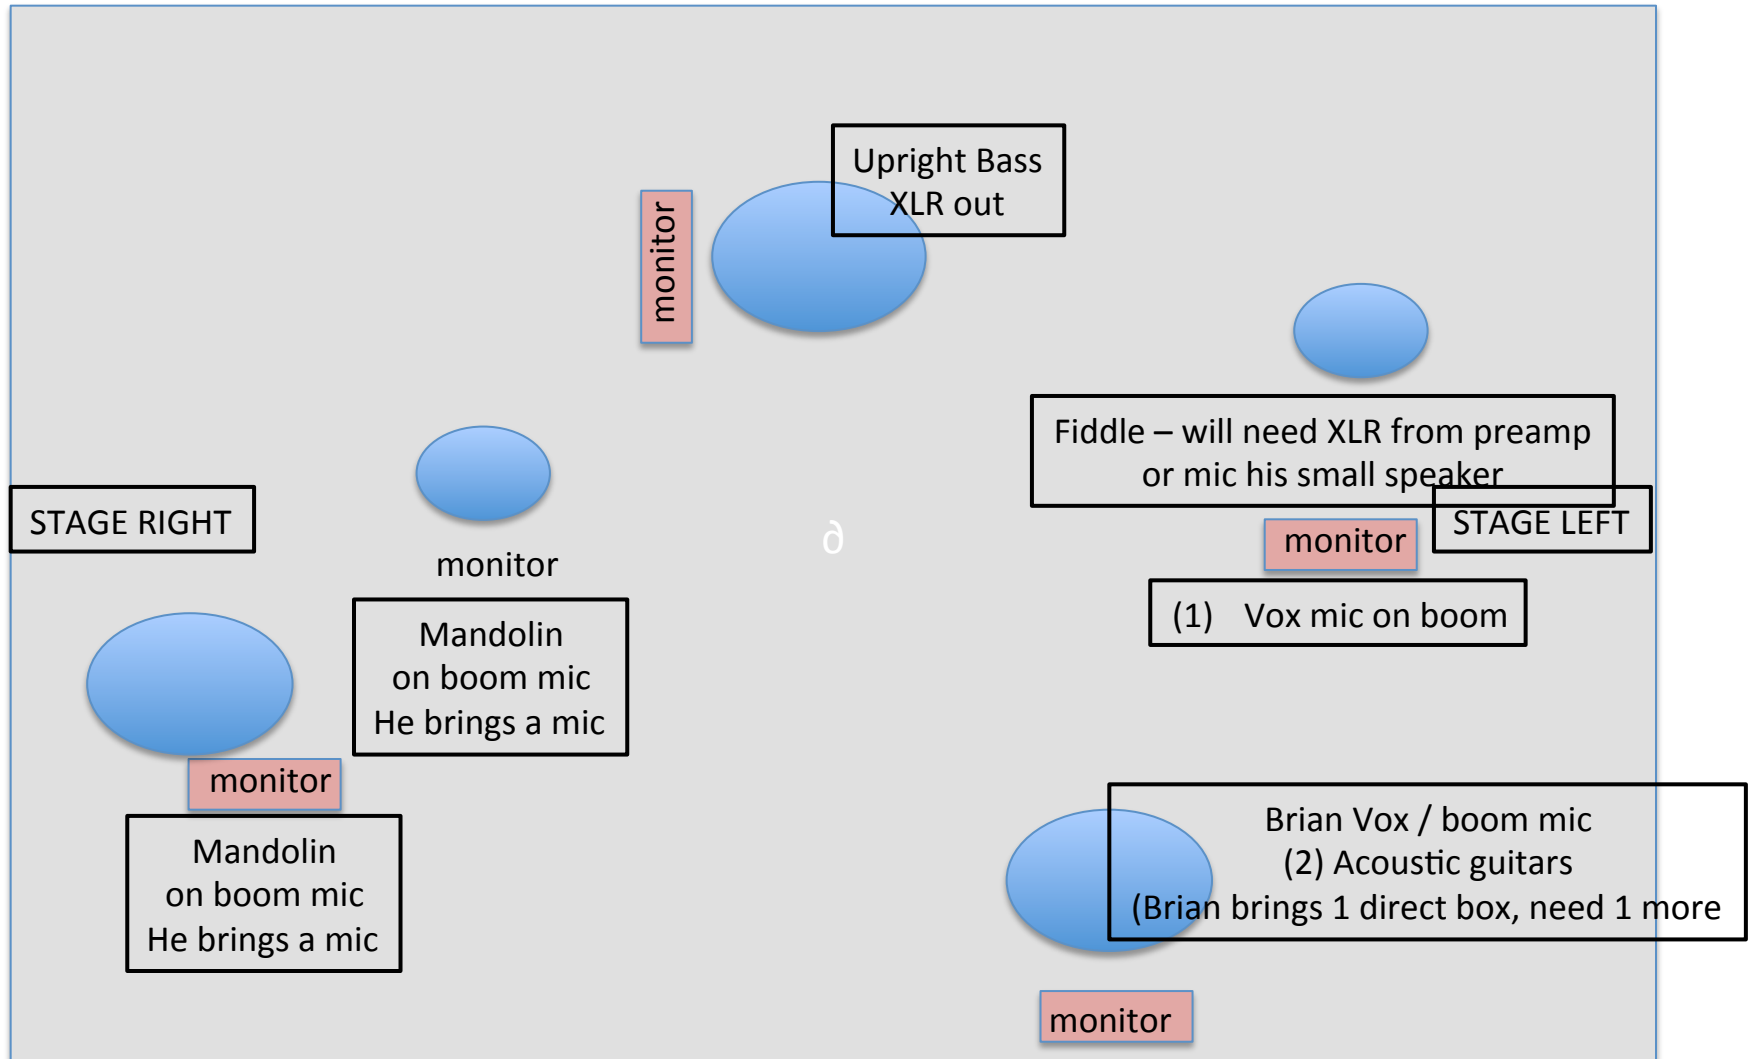 Upright Bass
XLR out
monitor
Fiddle – will need XLR from preamp
or mic his small speaker
STAGE RIGHT
STAGE LEFT
∂
monitor
monitor
Mandolin
on boom mic
He brings a mic
(1) Vox mic on boom
monitor
Mandolin
on boom mic
He brings a mic
Brian Vox / boom mic
(2) Acoustic guitars
(Brian brings 1 direct box, need 1 more
monitor